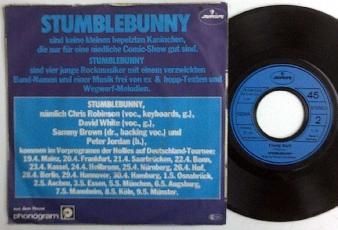 STUMBLEBUNNY
sind keine kleinen bepelzten Kaninchen,
die nur für eine niedliche Comic-Show gut sind.
STUMBLEBUNNY
sind vier junge Rockmusiker mit einem verzwickten
Band-Namen und einer Musik frei von ex & hopp-Texten und
Wegwerf-Melodien.
STUMBLEBUNNY,
nämlich Chris Robinson (voc., keyboards, g.),
David White (voc., g.),
Sammy Brown (dr., backing voc.) und
Peter Jordan (b.),
kommen im Vorprogramm der Hollies auf Deutschland-Tournee:
19.4. Mainz, 20.4. Frankfurt, 21.4. Saarbrücken, 22.4. Bonn,
23.4. Kassel, 24.4. Heilbronn, 25.4. Nürnberg, 26.4. Hof,
28.4. Berlin, 29.4. Hannover, 30.4. Hamburg, 1.5. Osnabrück,
2.5. Aachen, 3.5. Essen, 5.5. München, 6.5. Augsburg,
7.5. Mannheim, 8.5. Köln, 9.5. Münster.
aus dem Hause
phonogram
mercury
45
STEREO
2